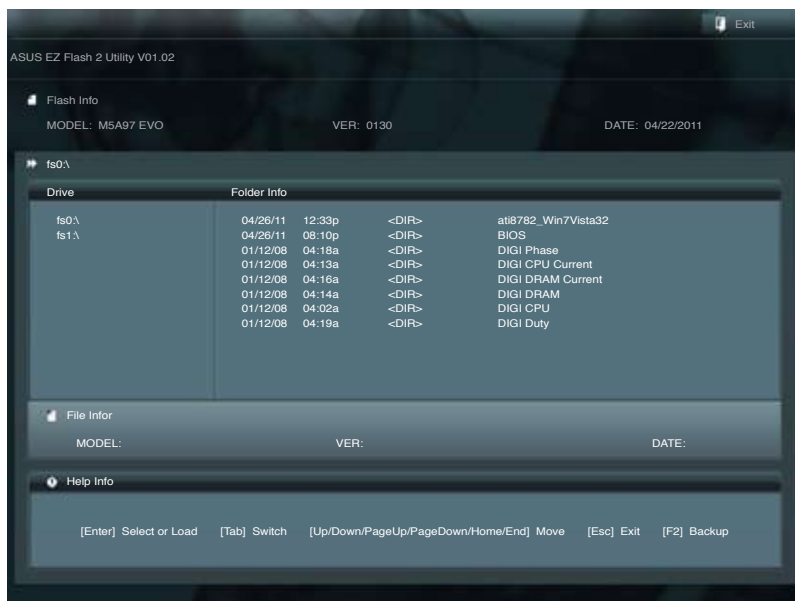 Exit
ASUS EZ Flash 2 Utility V01.02
Flash Info
MODEL: M5A97 EVO VER: 0130 DATE: 04/22/2011
fs0:\
Drive Folder Info
fs0:\ 04/26/11 12:33p <DIR> ati8782_Win7Vista32
fs1:\ 04/26/11 08:10p <DIR> BIOS
01/12/08 04:18a <DIR> DIGI Phase
01/12/08 04:13a <DIR> DIGI CPU Current
01/12/08 04:16a <DIR> DIGI DRAM Current
01/12/08 04:14a <DIR> DIGI DRAM
01/12/08 04:02a <DIR> DIGI CPU
01/12/08 04:19a <DIR> DIGI Duty
File Infor
MODEL: VER: DATE:
Help Info
[Enter] Select or Load [Tab] Switch [Up/Down/PageUp/PageDown/Home/End] Move [Esc] Exit [F2] Backup